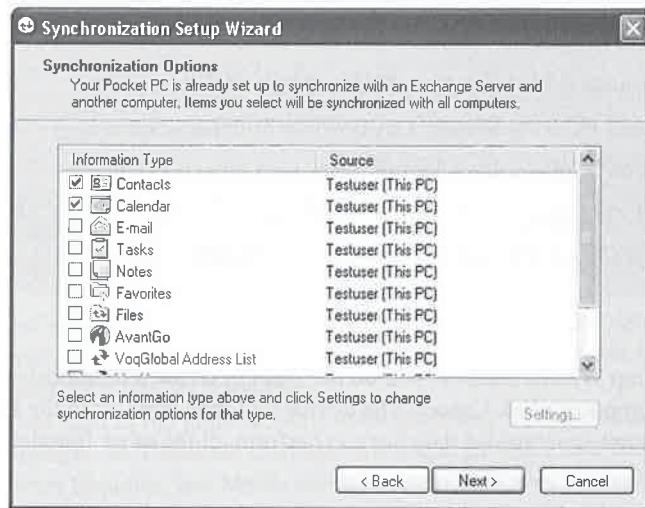 Synchronization Setup Wizard
Synchronization Options
Your Pocket PC is already set up to synchronize with an Exchange Server and
another computer, Items you select will be synchronized with all computers.
Information Type Source
Contacts Testuser (This PC)
Calendar Testuser (This PC)
E-mail Testuser (This PC)
Tasks Testuser (This PC)
Notes Testuser (This PC)
Favorites Testuser (This PC)
Files Testuser (This PC)
AvantGo Testuser (This PC)
VoqGlobal Address List Testuser (This PC)
Select an information type above and click Settings to change
synchronization options for that type.
Settings...
< Back Next > Cancel